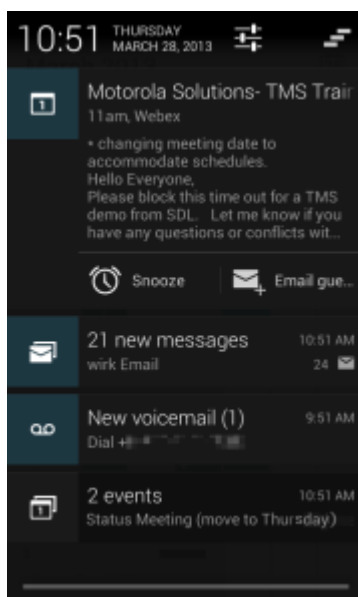 10:51 THURSDAY
MARCH 28, 2013
1
Motorola Solutions- TMS Train
11am, Webex
* changing meeting date to
accommodate schedules.
Hello Everyone,
Please block this time out for a TMS
demo from SDL. Let me know if you
have any questions or conflicts wit...
Snooze
Email gue...
21 new messages 10:51 AM
wirk Email 24
New voicemail (1) 9:51 AM
Dial +
2 events 10:51 AM
1
Status Meeting (move to Thursday)